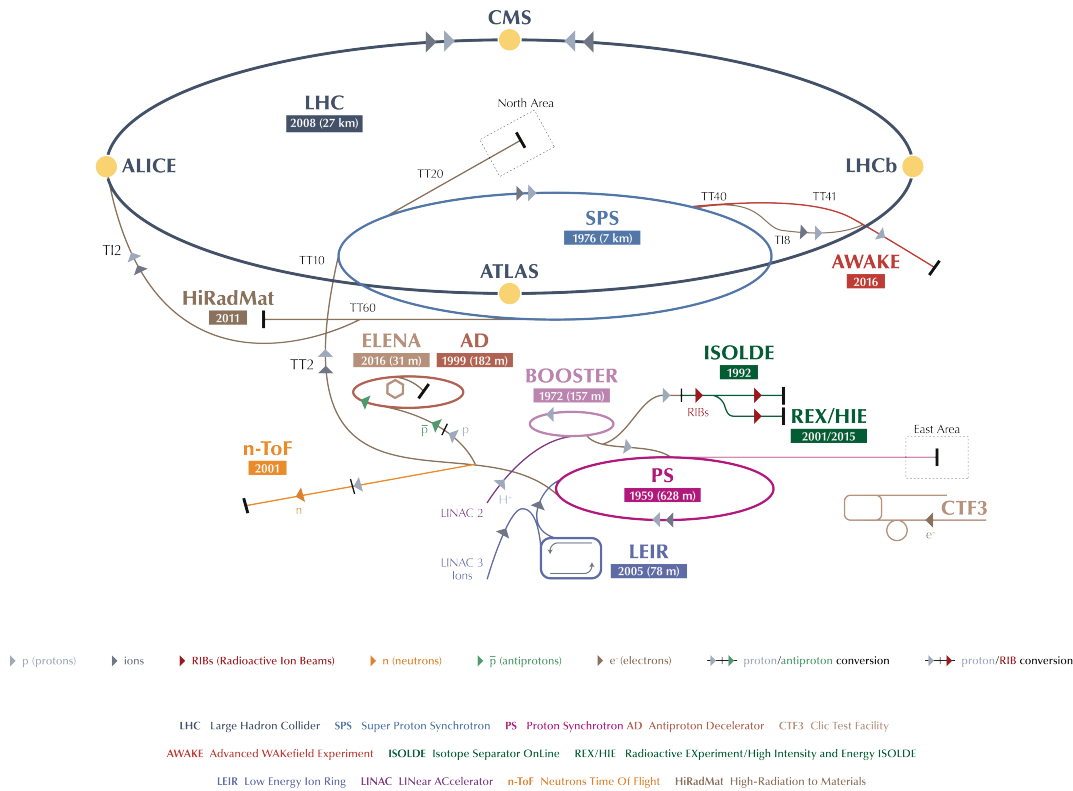 CMS
LHC
2008 (27 km)
North Area
ALICE
LHCb
TT20
TT40
TT41
SPS
1976 (7 km)
TI8
TI2
TT10
ATLAS
AWAKE
2016
HiRadMat
2011
TT60
ELENA
2016 (31 m)
AD
1999 (182 m)
TT2
ISOLDE
1992
BOOSTER
1972 (157 m)
RIBs
REX/HIE
2001/2015
p̅
p
East Area
n-ToF
2001
PS
1959 (628 m)
H⁻
n
LINAC 2
CTF3
e⁻
LEIR
2005 (78 m)
LINAC 3
Ions
p (protons) ions RIBs (Radioactive Ion Beams) n (neutrons) p̅ (antiprotons) e⁻ (electrons) proton/antiproton conversion proton/RIB conversion
LHC Large Hadron Collider SPS Super Proton Synchrotron PS Proton Synchrotron AD Antiproton Decelerator CTF3 Clic Test Facility
AWAKE Advanced WAKefield Experiment ISOLDE Isotope Separator OnLine REX/HIE Radioactive EXperiment/High Intensity and Energy ISOLDE
LEIR Low Energy Ion Ring LINAC LINear ACcelerator n-ToF Neutrons Time Of Flight HiRadMat High-Radiation to Materials